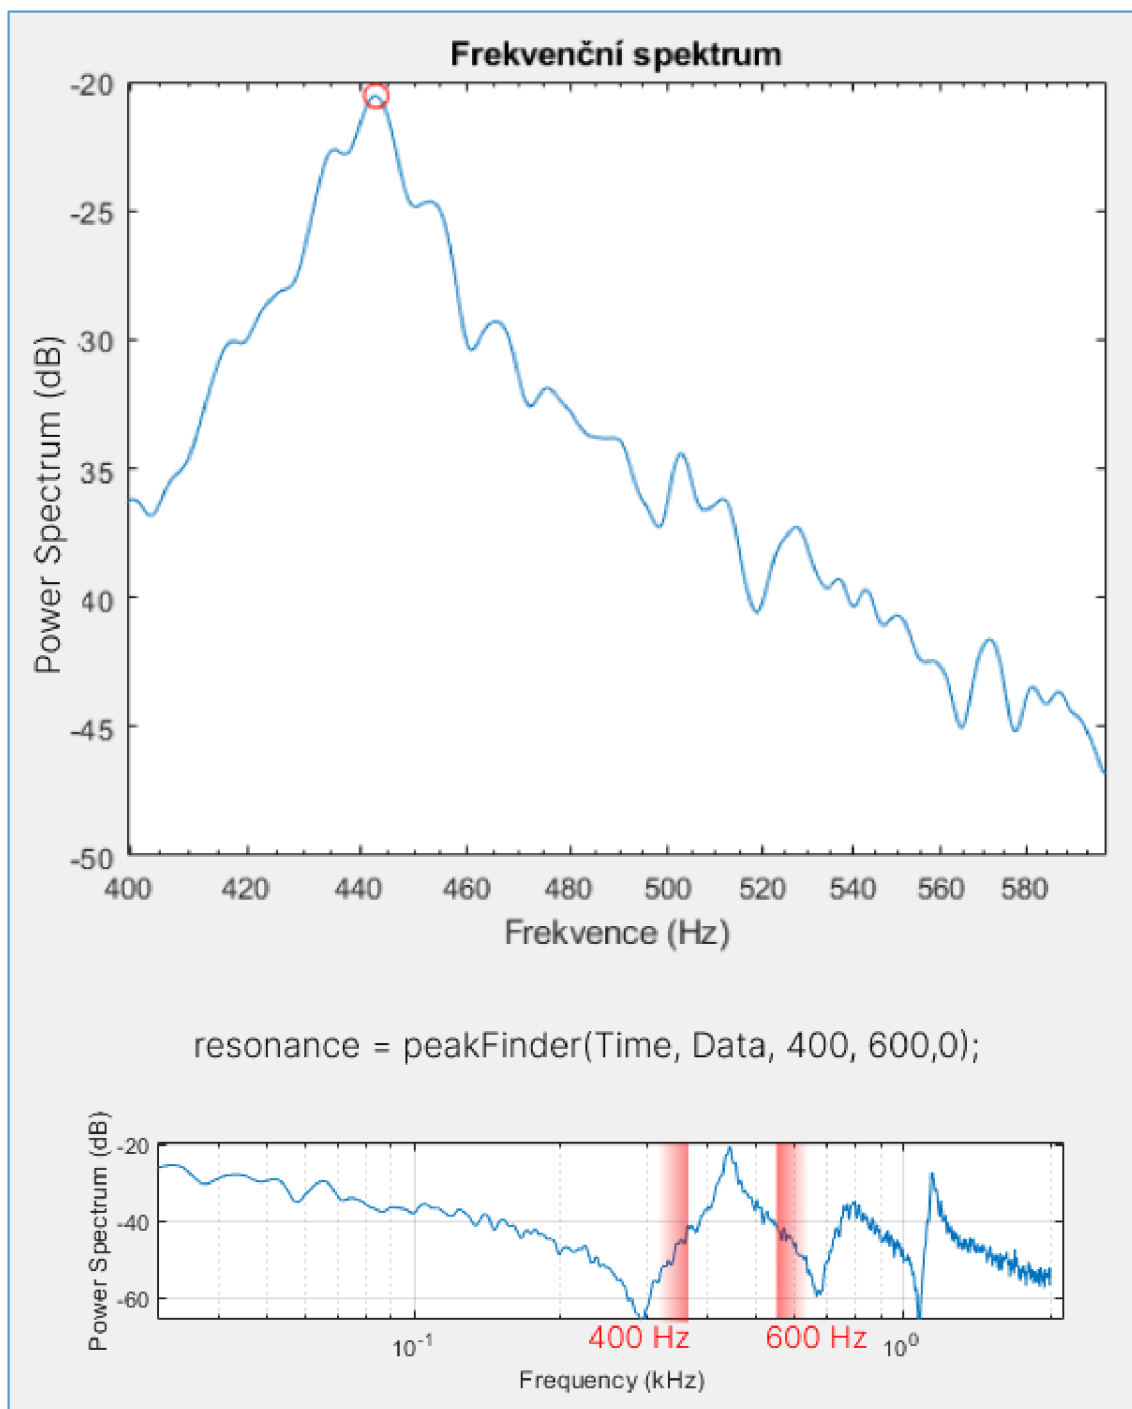 Frekvenční spektrum
-20
-25
30
35
40
-45
-50
Power Spectrum (dB)
400 420 440 460 480 500 520 540 560 580
Frekvence (Hz)
resonance = peakFinder(Time, Data, 400, 600,0);
Power Spectrum (dB)
-20
-40
-60
400 Hz 600 Hz
10-1 100
Frequency (kHz)